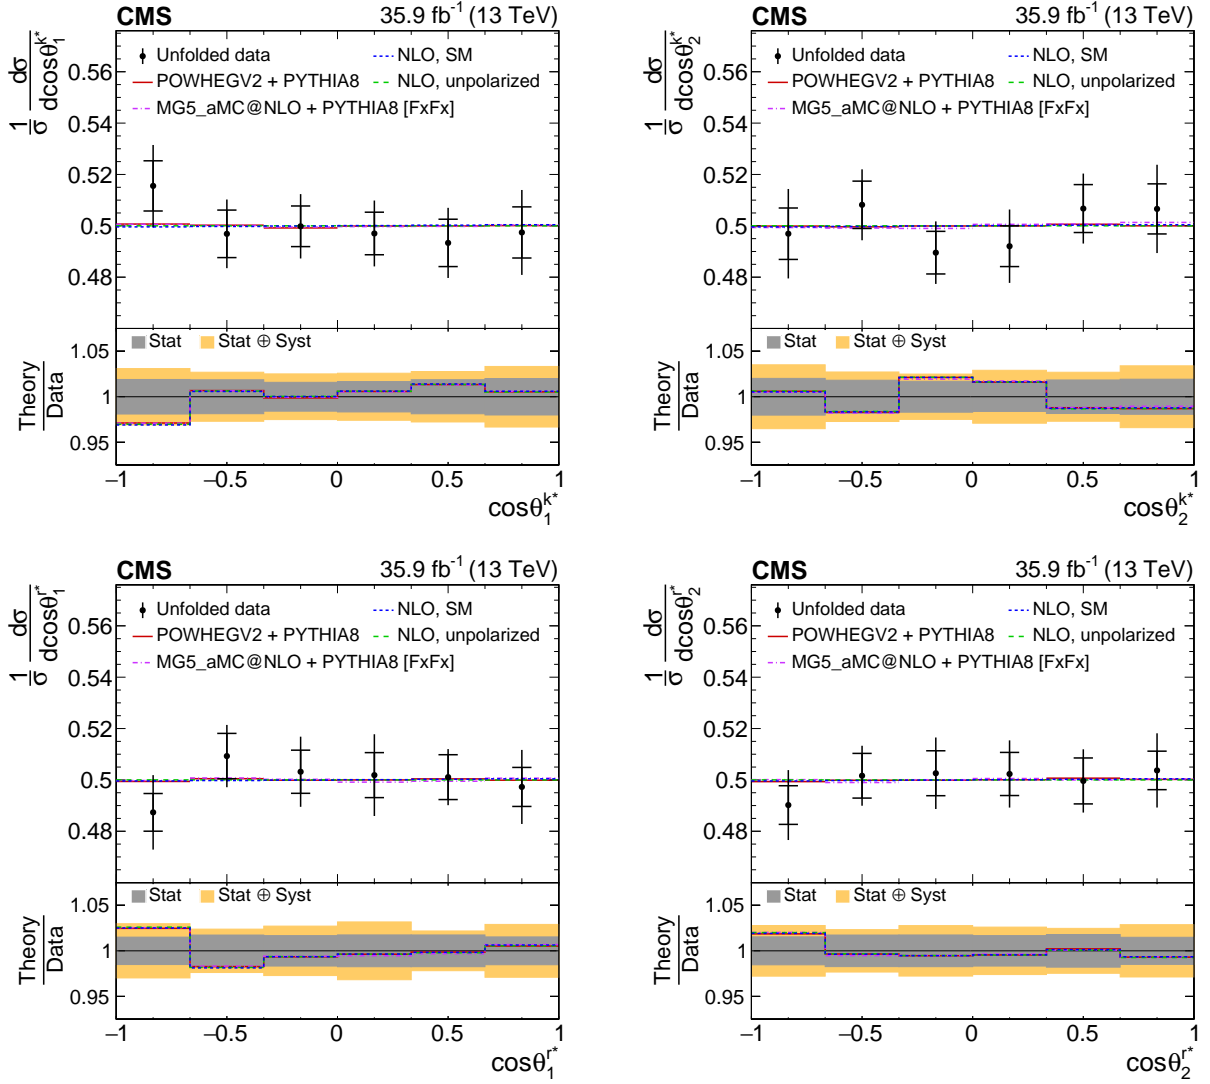 CMS 35.9 fb⁻¹ (13 TeV)
1/σ dσ/dcosθ₁ᵏ*
Unfolded data
NLO, SM
POWHEGV2 + PYTHIA8
NLO, unpolarized
MG5_aMC@NLO + PYTHIA8 [FxFx]
0.56
0.54
0.52
0.5
0.48
Stat
Stat ⊕ Syst
Theory/Data
1.05
1
0.95
−1 −0.5 0 0.5 1
cosθ₁ᵏ*
CMS 35.9 fb⁻¹ (13 TeV)
1/σ dσ/dcosθ₂ᵏ*
Unfolded data
NLO, SM
POWHEGV2 + PYTHIA8
NLO, unpolarized
MG5_aMC@NLO + PYTHIA8 [FxFx]
0.56
0.54
0.52
0.5
0.48
Stat
Stat ⊕ Syst
Theory/Data
1.05
1
0.95
−1 −0.5 0 0.5 1
cosθ₂ᵏ*
CMS 35.9 fb⁻¹ (13 TeV)
1/σ dσ/dcosθ₁ʳ*
Unfolded data
NLO, SM
POWHEGV2 + PYTHIA8
NLO, unpolarized
MG5_aMC@NLO + PYTHIA8 [FxFx]
0.56
0.54
0.52
0.5
0.48
Stat
Stat ⊕ Syst
Theory/Data
1.05
1
0.95
−1 −0.5 0 0.5 1
cosθ₁ʳ*
CMS 35.9 fb⁻¹ (13 TeV)
1/σ dσ/dcosθ₂ʳ*
Unfolded data
NLO, SM
POWHEGV2 + PYTHIA8
NLO, unpolarized
MG5_aMC@NLO + PYTHIA8 [FxFx]
0.56
0.54
0.52
0.5
0.48
Stat
Stat ⊕ Syst
Theory/Data
1.05
1
0.95
−1 −0.5 0 0.5 1
cosθ₂ʳ*